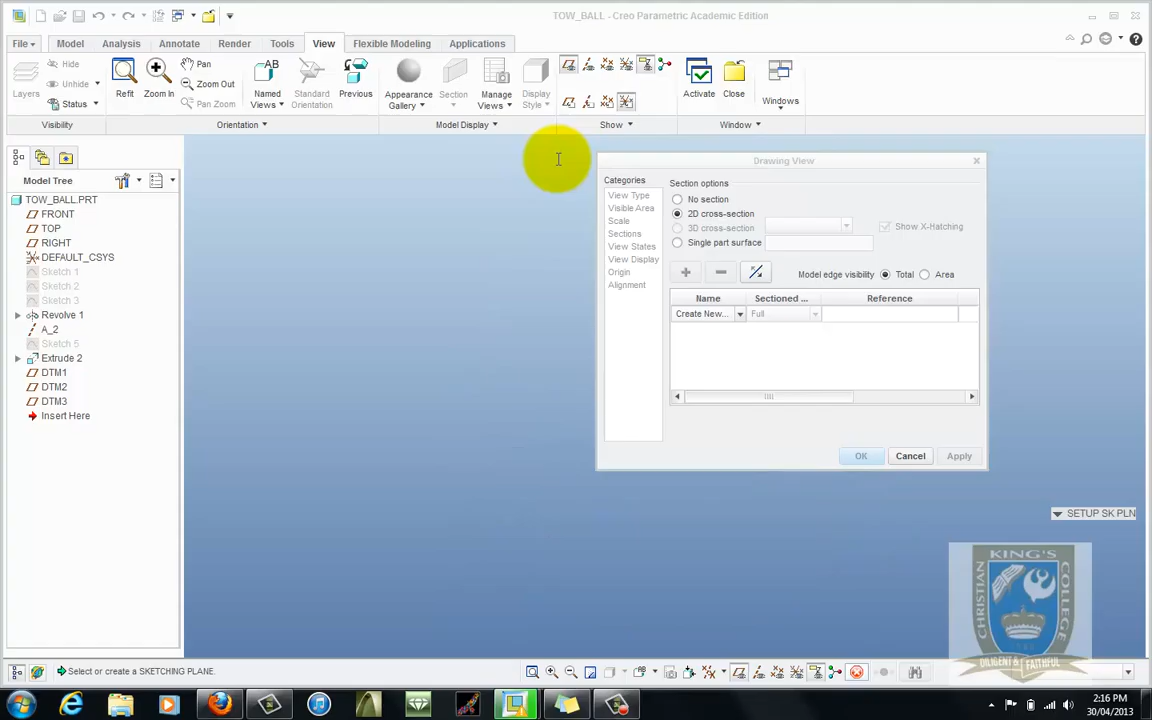 TOW_BALL - Creo Parametric Academic Edition
File
Model
Analysis
Annotate
Render
Tools
View
Flexible Modeling
Applications
Layers
Hide
Unhide
Status
Visibility
Refit
Zoom In
Pan
Zoom Out
Pan Zoom
Named Views
Standard Orientation
Previous
Orientation
Appearance Gallery
Section
Manage Views
Display Style
Model Display
Show
Activate
Close
Windows
Window
Model Tree
TOW_BALL.PRT
FRONT
TOP
RIGHT
DEFAULT_CSYS
Sketch 1
Sketch 2
Sketch 3
Revolve 1
A_2
Sketch 5
Extrude 2
DTM1
DTM2
DTM3
Insert Here
Drawing View
Categories
View Type
Visible Area
Scale
Sections
View States
View Display
Origin
Alignment
Section options
No section
2D cross-section
3D cross-section
Show X-Hatching
Single part surface
Model edge visibility
Total
Area
Name
Sectioned ...
Reference
Create New...
Full
OK
Cancel
Apply
SETUP SK PLN
KING'S
CHRISTIAN
COLLEGE
DILIGENT & FAITHFUL
Select or create a SKETCHING PLANE.
2:16 PM
30/04/2013